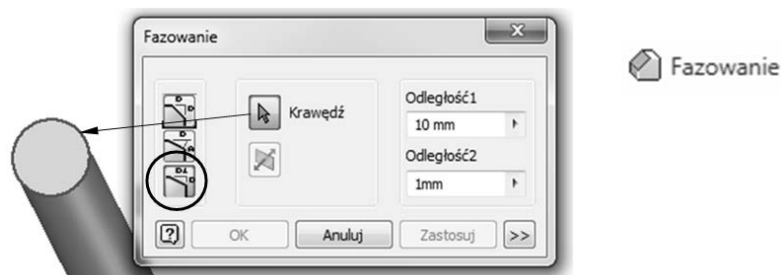 Fazowanie
Krawędź
Odległość1
10 mm
Odległość2
1mm
OK
Anuluj
Zastosuj
>>
Fazowanie